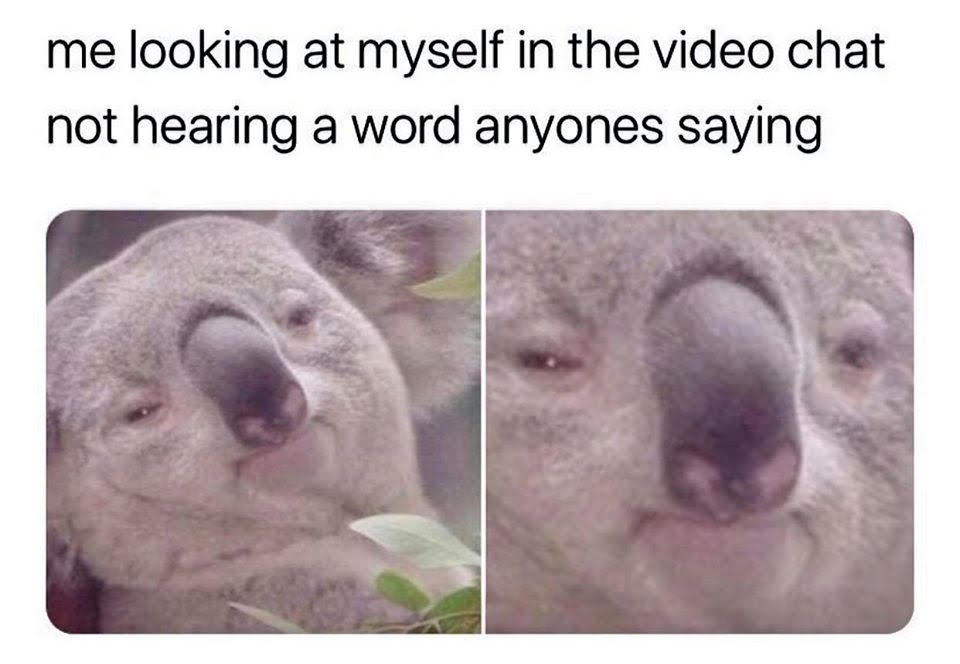 me looking at myself in the video chat
not hearing a word anyones saying